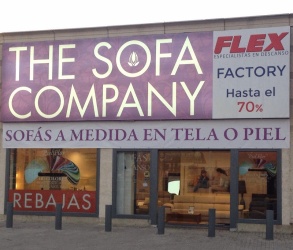 THE SOFA
COMPANY
FLEX
ESPECIALISTAS EN DESCANSO
FACTORY
Hasta el
70%
SOFÁS A MEDIDA EN TELA O PIEL
REBAJAS